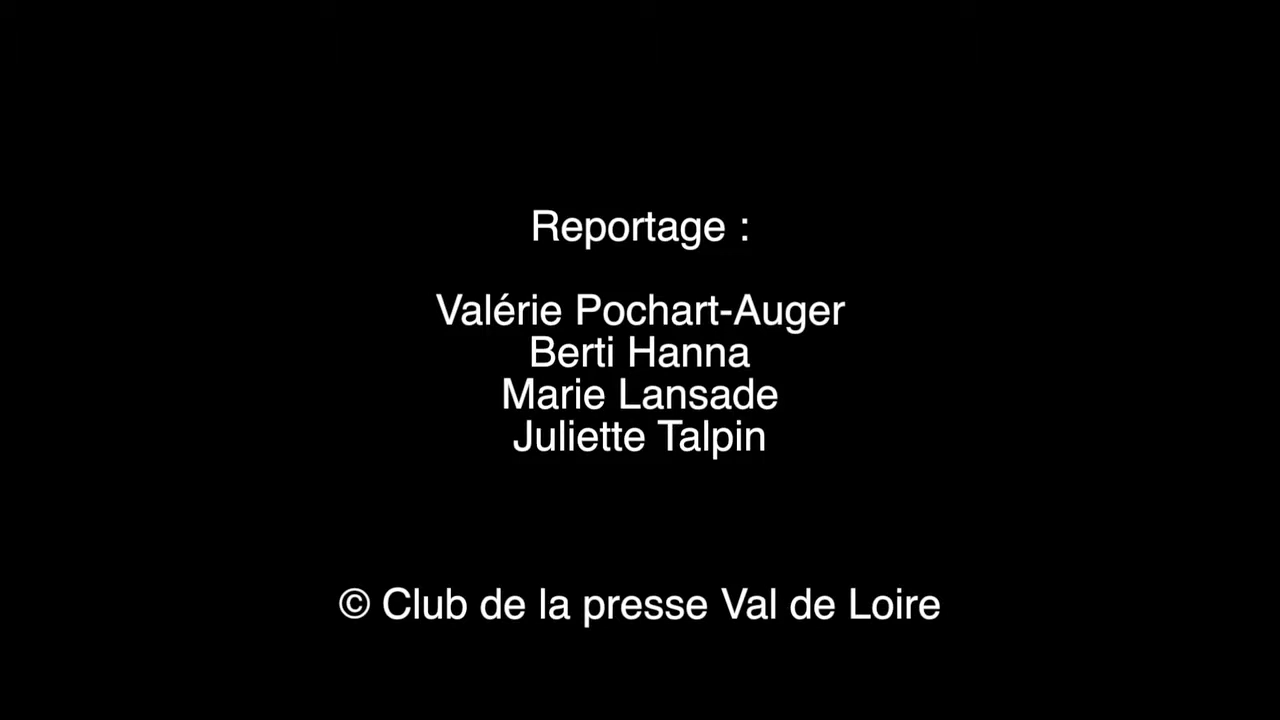 Reportage :
Valérie Pochart-Auger
Berti Hanna
Marie Lansade
Juliette Talpin
© Club de la presse Val de Loire